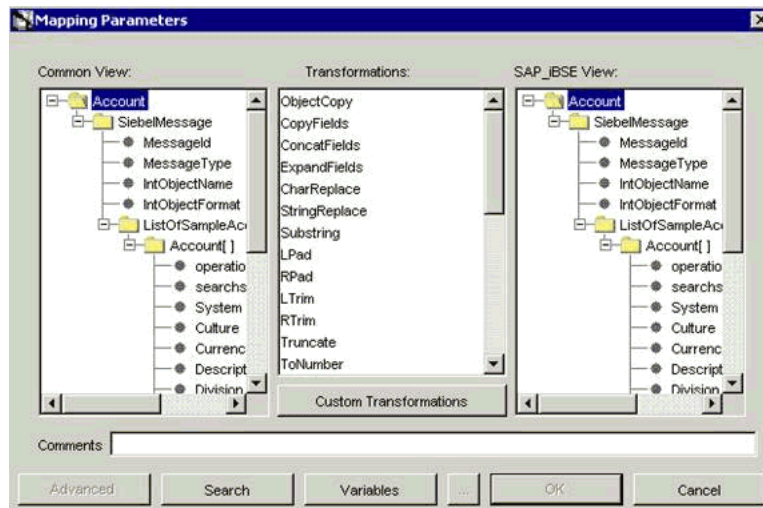 Mapping Parameters
Common View:
Account
SiebelMessage
MessageId
MessageType
IntObjectName
IntObjectFormat
ListOfSampleAc
Account[ ]
operatio
searchs
System
Culture
Currenc
Descript
Division
Transformations:
ObjectCopy
CopyFields
ConcatFields
ExpandFields
CharReplace
StringReplace
Substring
LPad
RPad
LTrim
RTrim
Truncate
ToNumber
Custom Transformations
SAP_iBSE View:
Account
SiebelMessage
MessageId
MessageType
IntObjectName
IntObjectFormat
ListOfSampleAc
Account[ ]
operatio
searchs
System
Culture
Currenc
Descript
Division
Comments
Advanced
Search
Variables
...
OK
Cancel